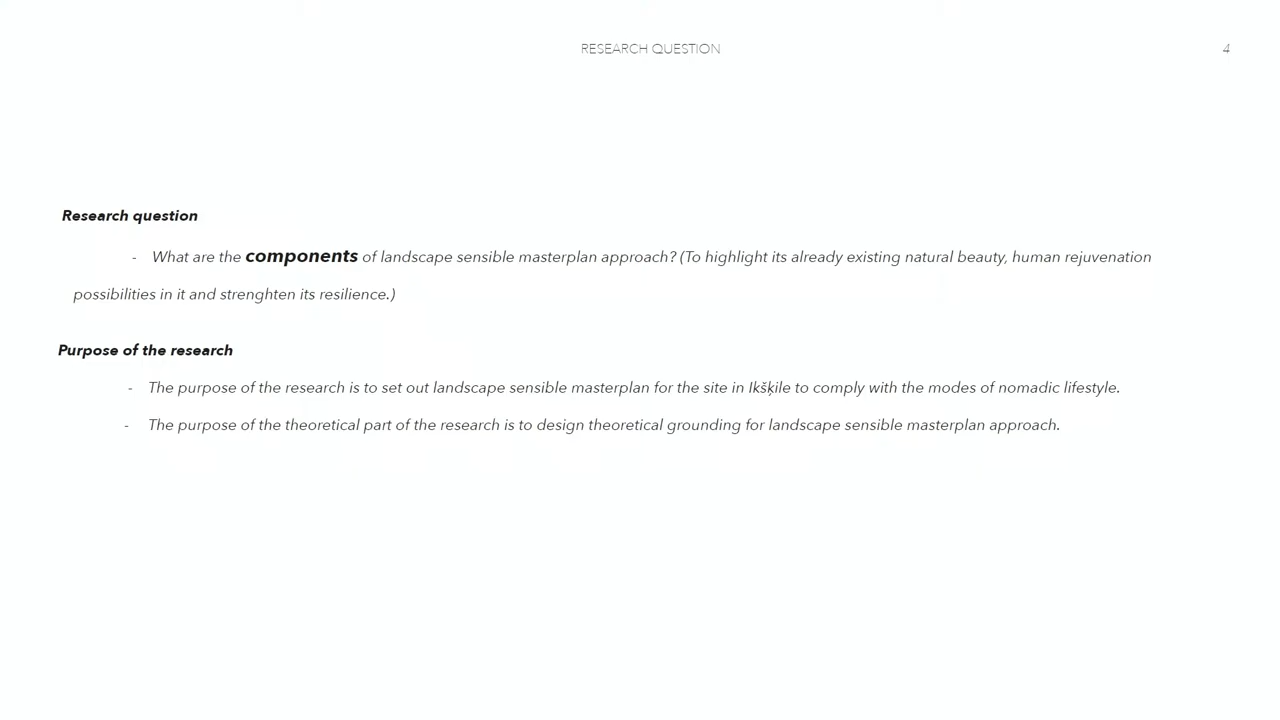 RESEARCH QUESTION
4
Research question
- What are the components of landscape sensible masterplan approach? (To highlight its already existing natural beauty, human rejuvenation
possibilities in it and strenghten its resilience.)
Purpose of the research
- The purpose of the research is to set out landscape sensible masterplan for the site in Ikšķile to comply with the modes of nomadic lifestyle.
- The purpose of the theoretical part of the research is to design theoretical grounding for landscape sensible masterplan approach.